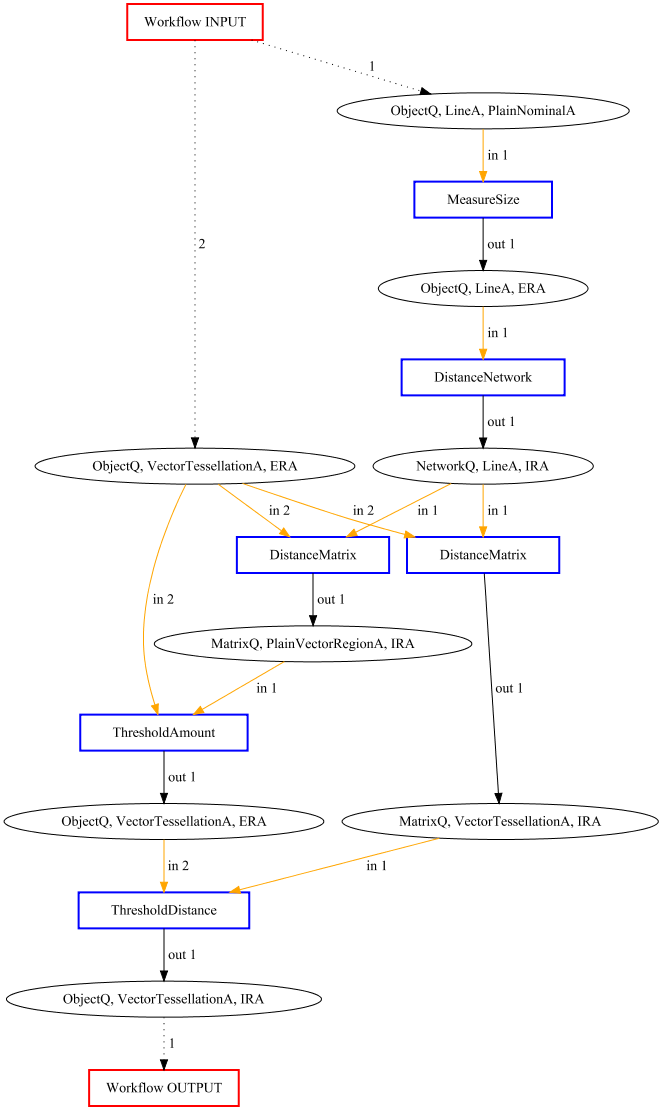 Workflow INPUT
1
ObjectQ, LineA, PlainNominalA
in 1
MeasureSize
2
out 1
ObjectQ, LineA, ERA
in 1
DistanceNetwork
out 1
ObjectQ, VectorTessellationA, ERA
NetworkQ, LineA, IRA
in 2
in 2
in 1
in 1
DistanceMatrix
DistanceMatrix
in 2
out 1
MatrixQ, PlainVectorRegionA, IRA
in 1
out 1
ThresholdAmount
out 1
ObjectQ, VectorTessellationA, ERA
MatrixQ, VectorTessellationA, IRA
in 2
in 1
ThresholdDistance
out 1
ObjectQ, VectorTessellationA, IRA
1
Workflow OUTPUT